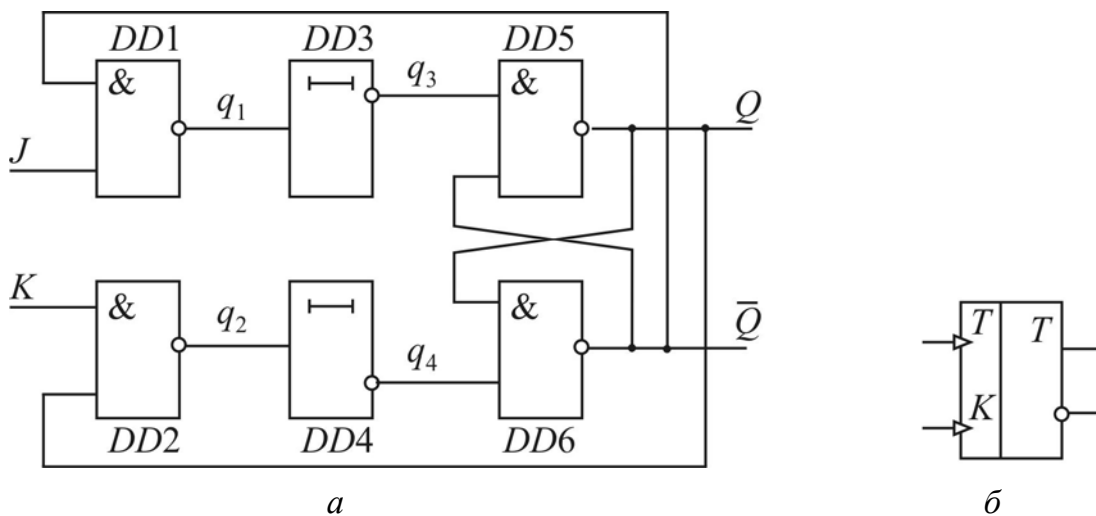 DD1 DD3 DD5
& q₁ q₃ & Q
J
K & q₂ q₄ & Q̅
DD2 DD4 DD6
T T
K
а б